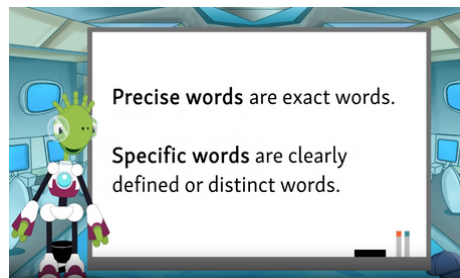 Precise words are exact words.
Specific words are clearly
defined or distinct words.